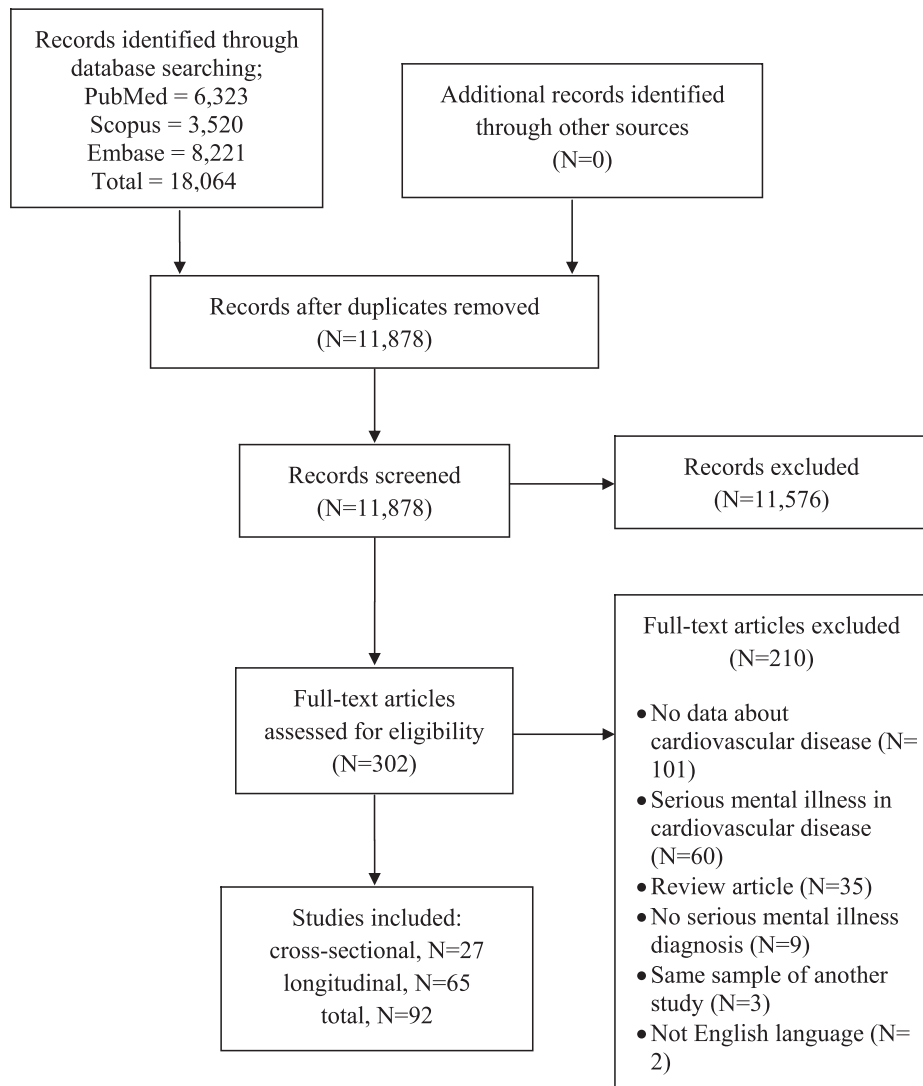 Records identified through
database searching;
PubMed = 6,323
Scopus = 3,520
Embase = 8,221
Total = 18,064
Additional records identified
through other sources
(N=0)
Records after duplicates removed
(N=11,878)
Records screened
(N=11,878)
Records excluded
(N=11,576)
Full-text articles
assessed for eligibility
(N=302)
Full-text articles excluded
(N=210)
• No data about
cardiovascular disease (N=
101)
• Serious mental illness in
cardiovascular disease
(N=60)
• Review article (N=35)
• No serious mental illness
diagnosis (N=9)
• Same sample of another
study (N=3)
• Not English language (N=
2)
Studies included:
cross-sectional, N=27
longitudinal, N=65
total, N=92